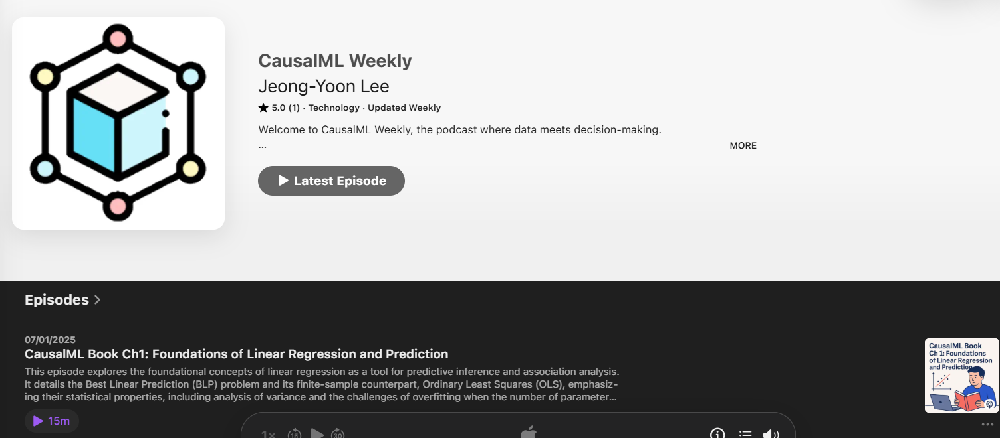 CausalML Weekly
Jeong-Yoon Lee
★ 5.0 (1) · Technology · Updated Weekly
Welcome to CausalML Weekly, the podcast where data meets decision-making.
...
MORE
Latest Episode
Episodes
07/01/2025
CausalML Book Ch1: Foundations of Linear Regression and Prediction
This episode explores the foundational concepts of linear regression as a tool for predictive inference and association analysis.
It details the Best Linear Prediction (BLP) problem and its finite-sample counterpart, Ordinary Least Squares (OLS), emphasiz-
ing their statistical properties, including analysis of variance and the challenges of overfitting when the number of parameter...
15m
CausalML Book
Ch 1: Foundations
of Linear Regression
and Prediction
1×
15
30